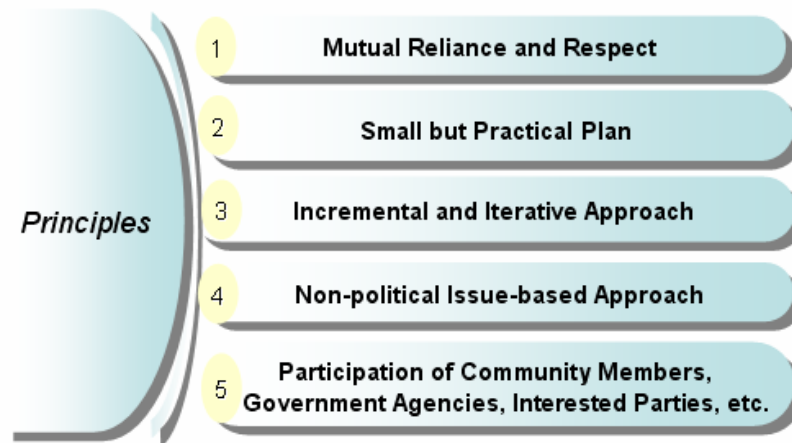 Principles
1
Mutual Reliance and Respect
2
Small but Practical Plan
3
Incremental and Iterative Approach
4
Non-political Issue-based Approach
5
Participation of Community Members,
Government Agencies, Interested Parties, etc.